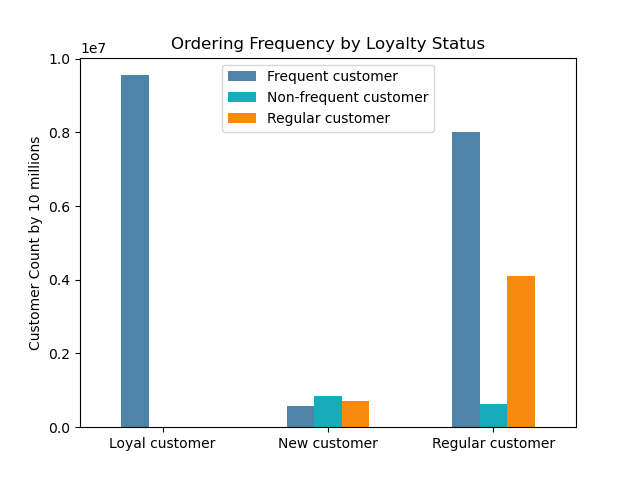 Ordering Frequency by Loyalty Status
1e7
1.0
0.8
0.6
0.4
0.2
0.0
Customer Count by 10 millions
Frequent customer
Non-frequent customer
Regular customer
Loyal customer
New customer
Regular customer